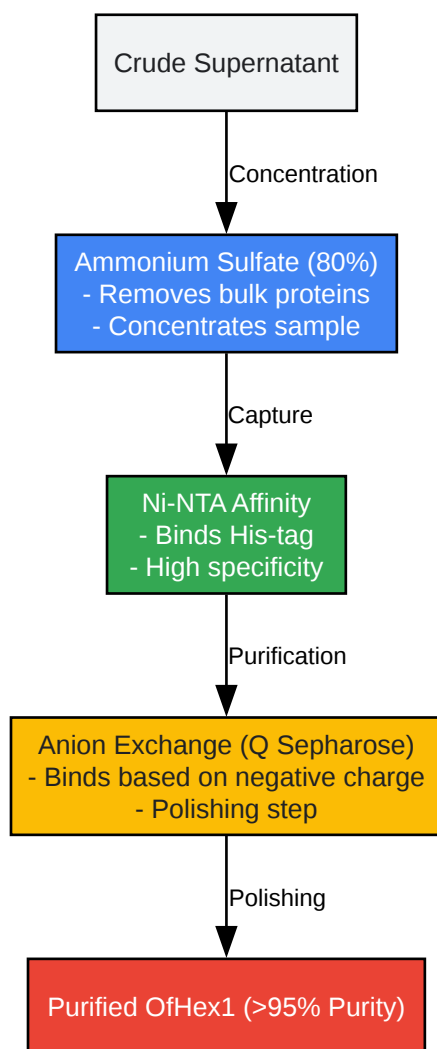 Crude Supernatant
Concentration
Ammonium Sulfate (80%)
- Removes bulk proteins
- Concentrates sample
Capture
Ni-NTA Affinity
- Binds His-tag
- High specificity
Purification
Anion Exchange (Q Sepharose)
- Binds based on negative charge
- Polishing step
Polishing
Purified OfHex1 (>95% Purity)